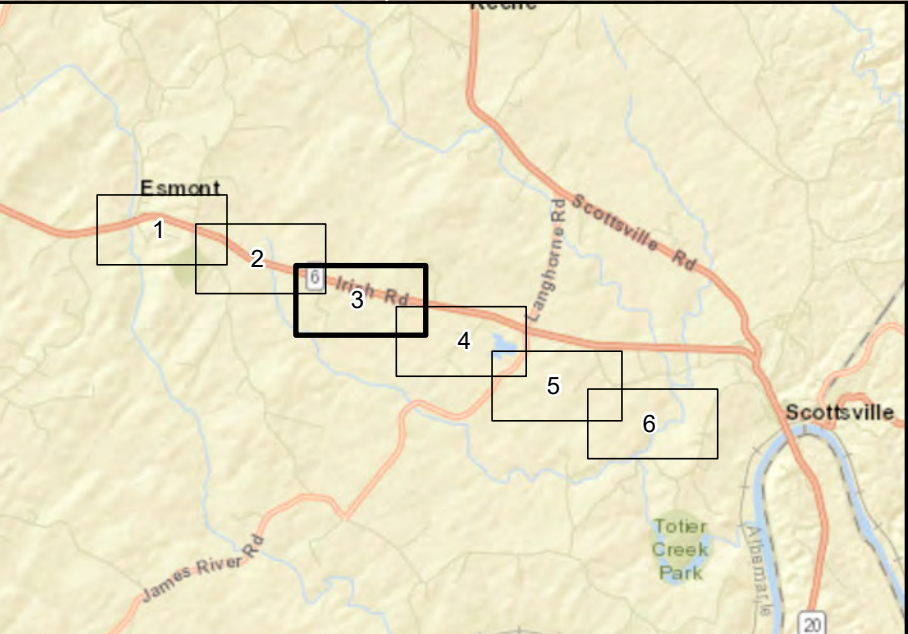 Keene
Esmont
1
2
6
Irish Rd
3
4
5
6
Langhorne Rd
Scottsville Rd
Scottsville
James River Rd
Totier
Creek
Park
Albemarle
20